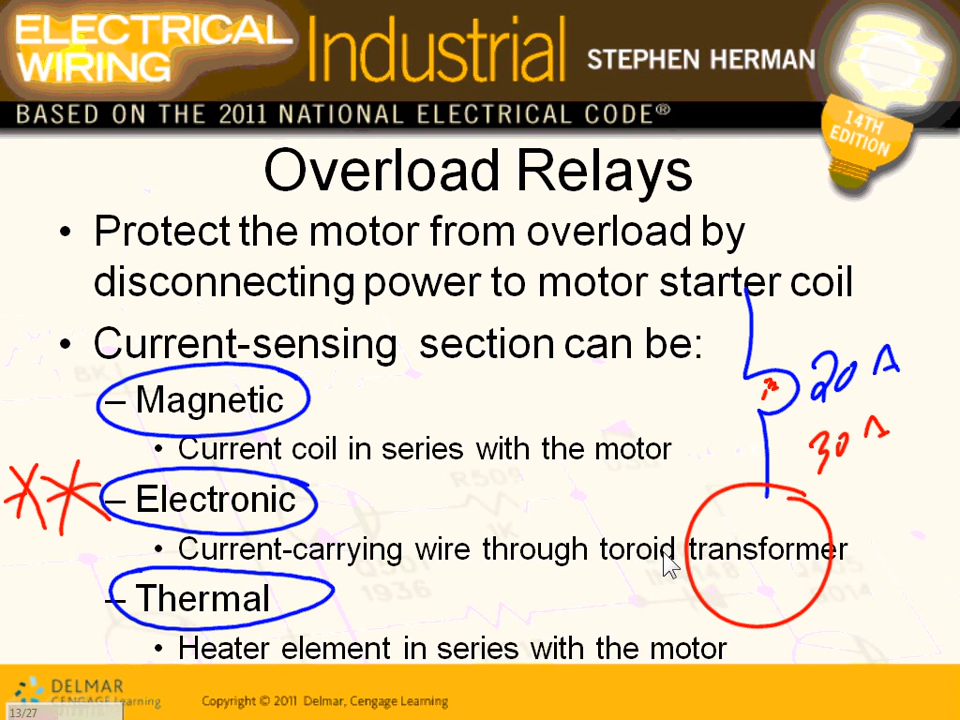 ELECTRICAL
WIRING
Industrial
STEPHEN HERMAN
BASED ON THE 2011 NATIONAL ELECTRICAL CODE®
14TH
EDITION
Overload Relays
• Protect the motor from overload by
disconnecting power to motor starter coil
• Current-sensing section can be:
– Magnetic
• Current coil in series with the motor
20 A
30 A
– Electronic
• Current-carrying wire through toroid transformer
– Thermal
• Heater element in series with the motor
R509
1K
1936
DELMAR
CENGAGE Learning
Copyright © 2011 Delmar, Cengage Learning
13/27